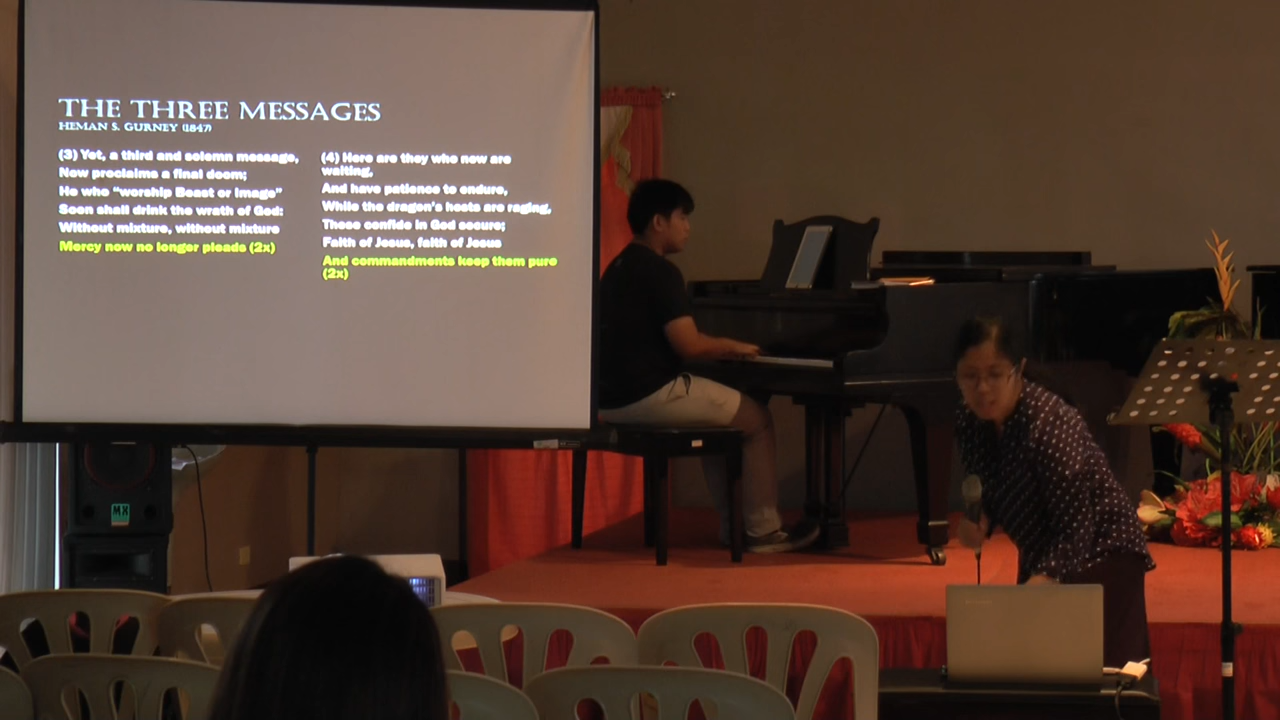 THE THREE MESSAGES
HEMAN S. GURNEY (1847)
(3) Yet, a third and solemn message,
Now proclaims a final doom;
He who “worship Beast or Image”
Soon shall drink the wrath of God:
Without mixture, without mixture
Mercy now no longer pleads (2x)
(4) Here are they who now are
waiting,
And have patience to endure,
While the dragon's hosts are raging,
These confide in God secure;
Faith of Jesus, faith of Jesus
And commandments keep them pure
(2x)
MX